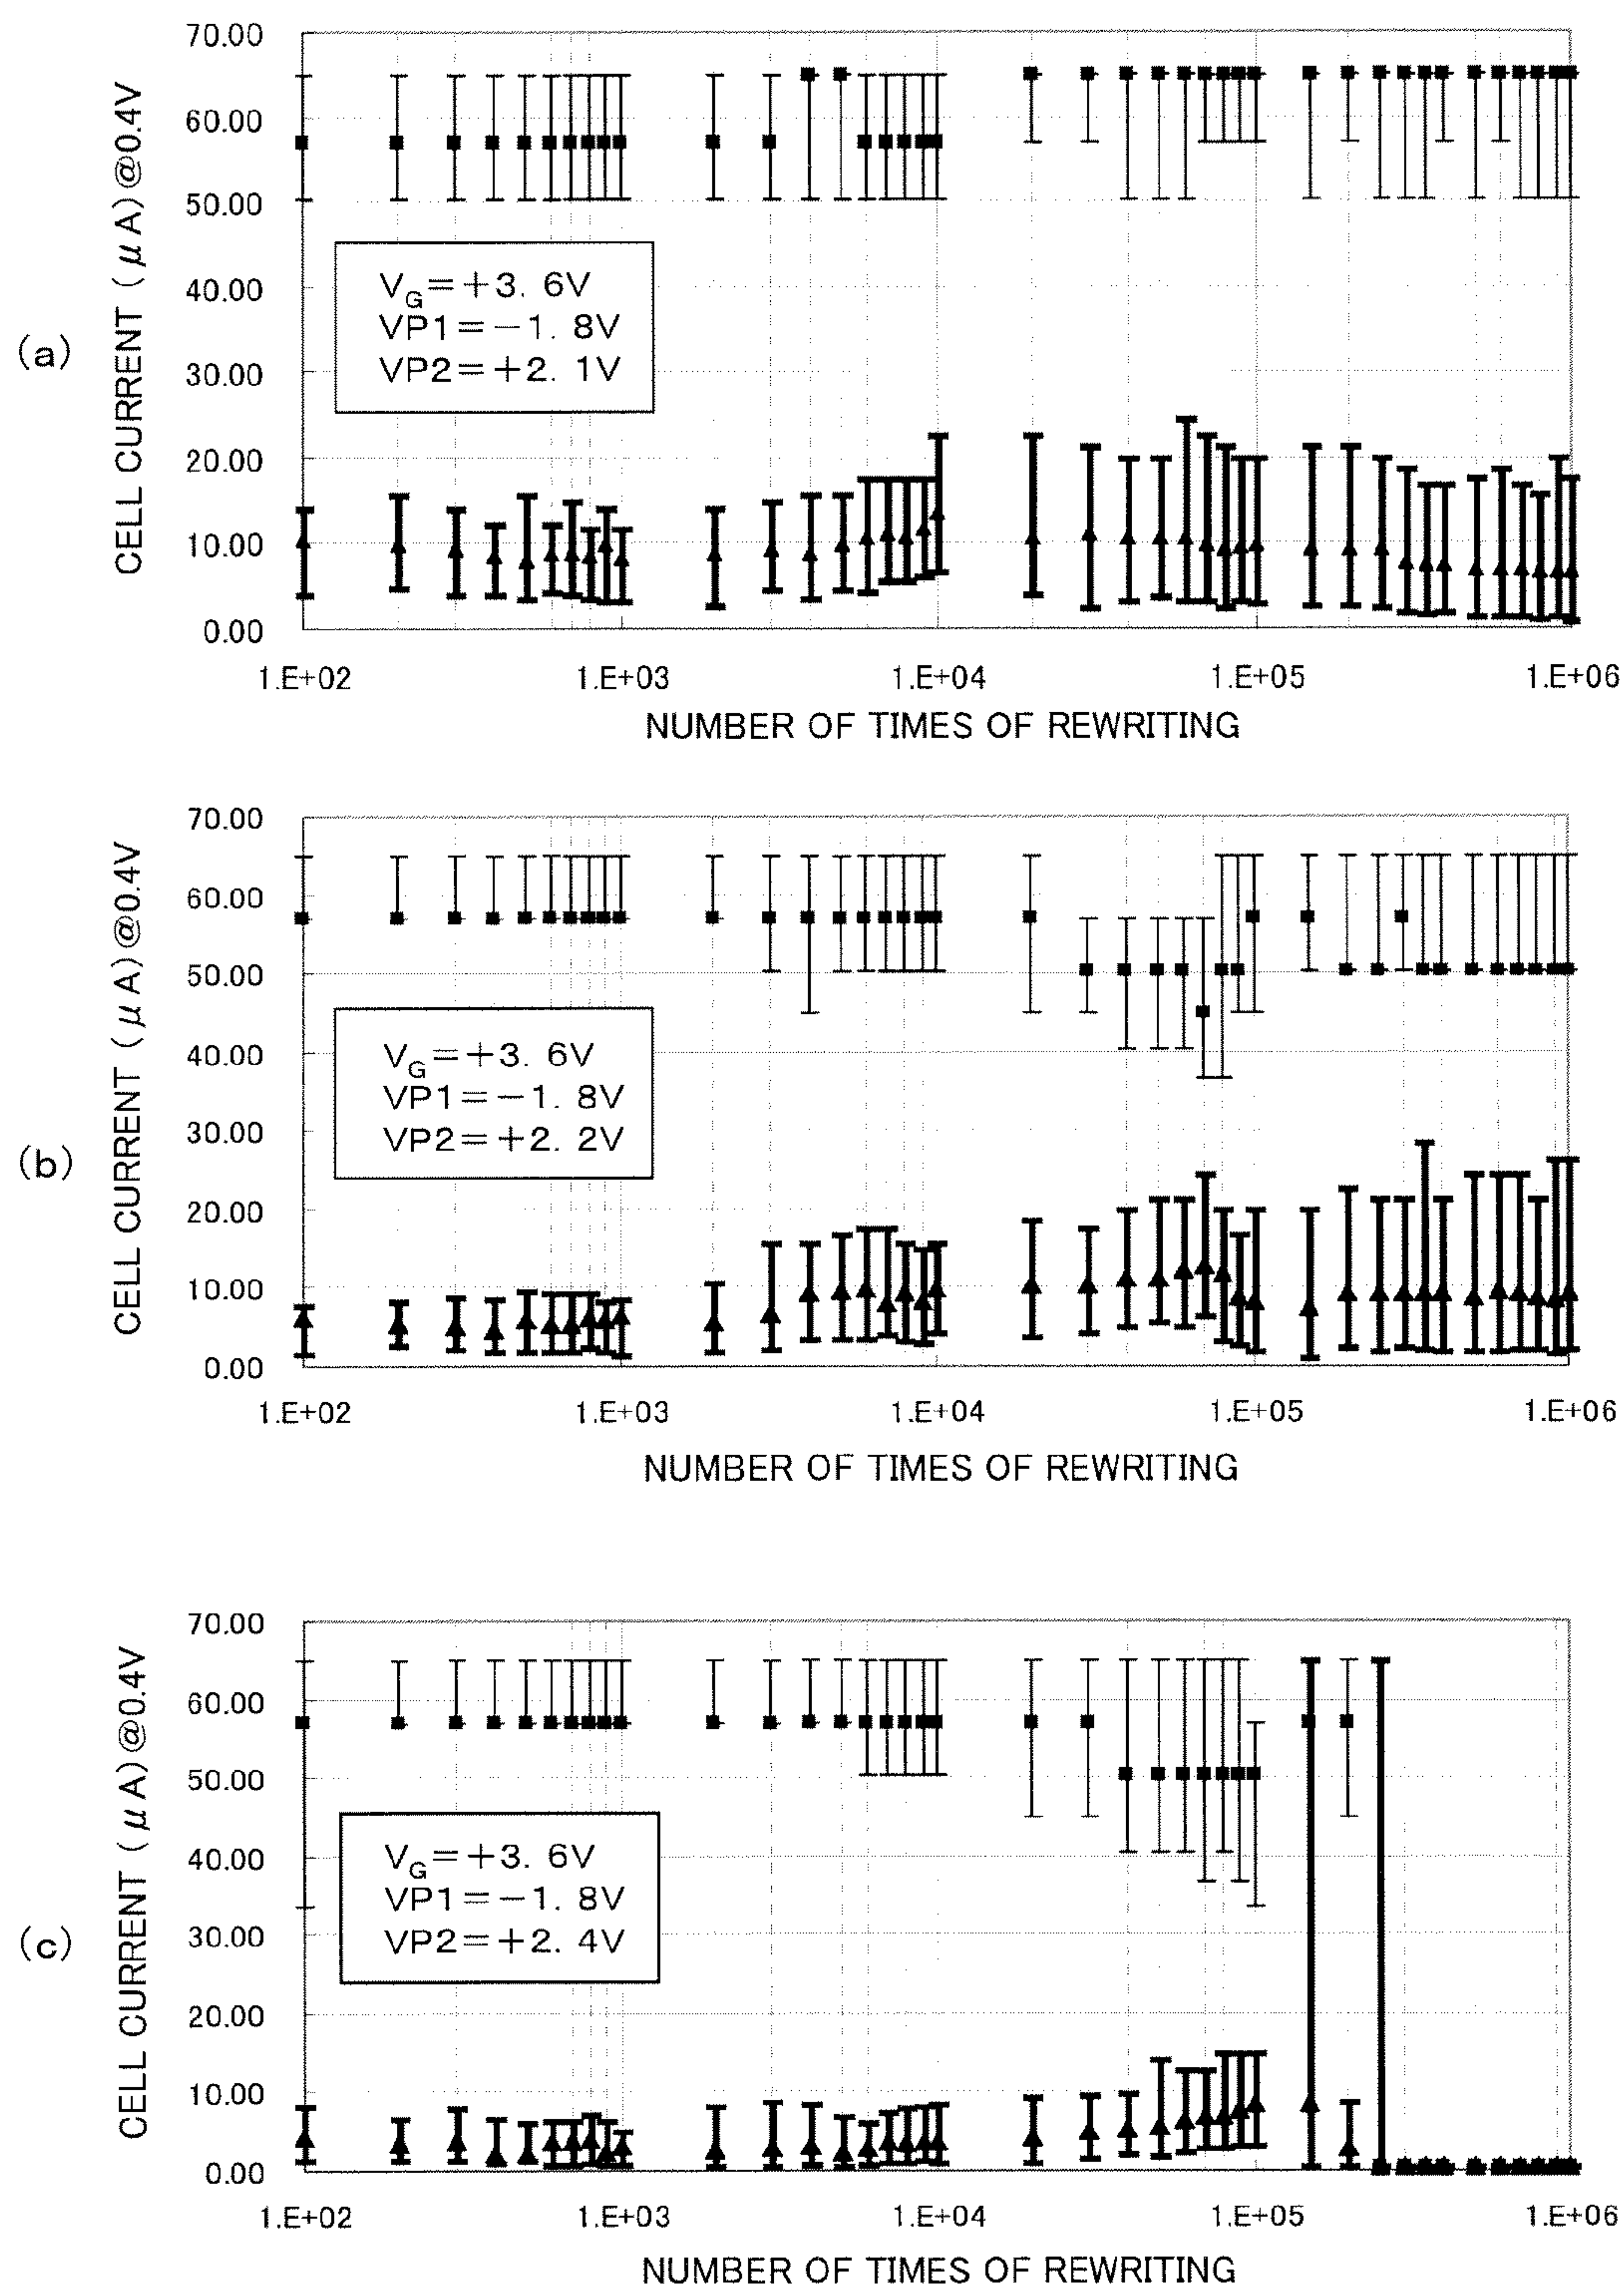 (a)
CELL CURRENT (μA)@0.4V
70.00
60.00
50.00
40.00
30.00
20.00
10.00
0.00
VG=+3. 6V
VP1=-1. 8V
VP2=+2. 1V
1.E+02 1.E+03 1.E+04 1.E+05 1.E+06
NUMBER OF TIMES OF REWRITING
(b)
CELL CURRENT (μA)@0.4V
70.00
60.00
50.00
40.00
30.00
20.00
10.00
0.00
VG=+3. 6V
VP1=-1. 8V
VP2=+2. 2V
1.E+02 1.E+03 1.E+04 1.E+05 1.E+06
NUMBER OF TIMES OF REWRITING
(c)
CELL CURRENT (μA)@0.4V
70.00
60.00
50.00
40.00
30.00
20.00
10.00
0.00
VG=+3. 6V
VP1=-1. 8V
VP2=+2. 4V
1.E+02 1.E+03 1.E+04 1.E+05 1.E+06
NUMBER OF TIMES OF REWRITING